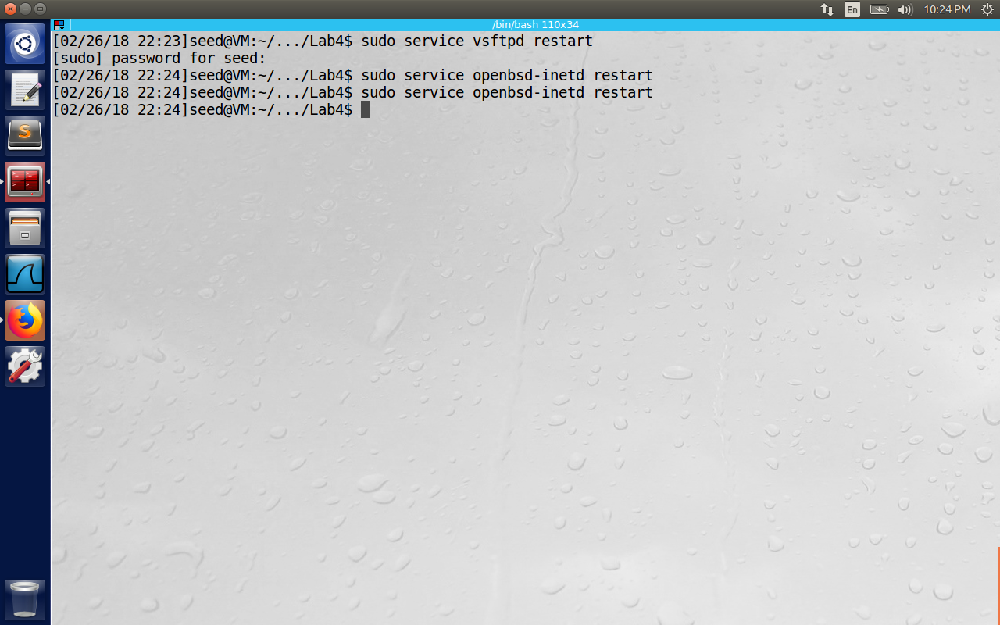 En 10:24 PM
/bin/bash 110x34
[02/26/18 22:23]seed@VM:~/.../Lab4$ sudo service vsftpd restart
[sudo] password for seed:
[02/26/18 22:24]seed@VM:~/.../Lab4$ sudo service openbsd-inetd restart
[02/26/18 22:24]seed@VM:~/.../Lab4$ sudo service openbsd-inetd restart
[02/26/18 22:24]seed@VM:~/.../Lab4$